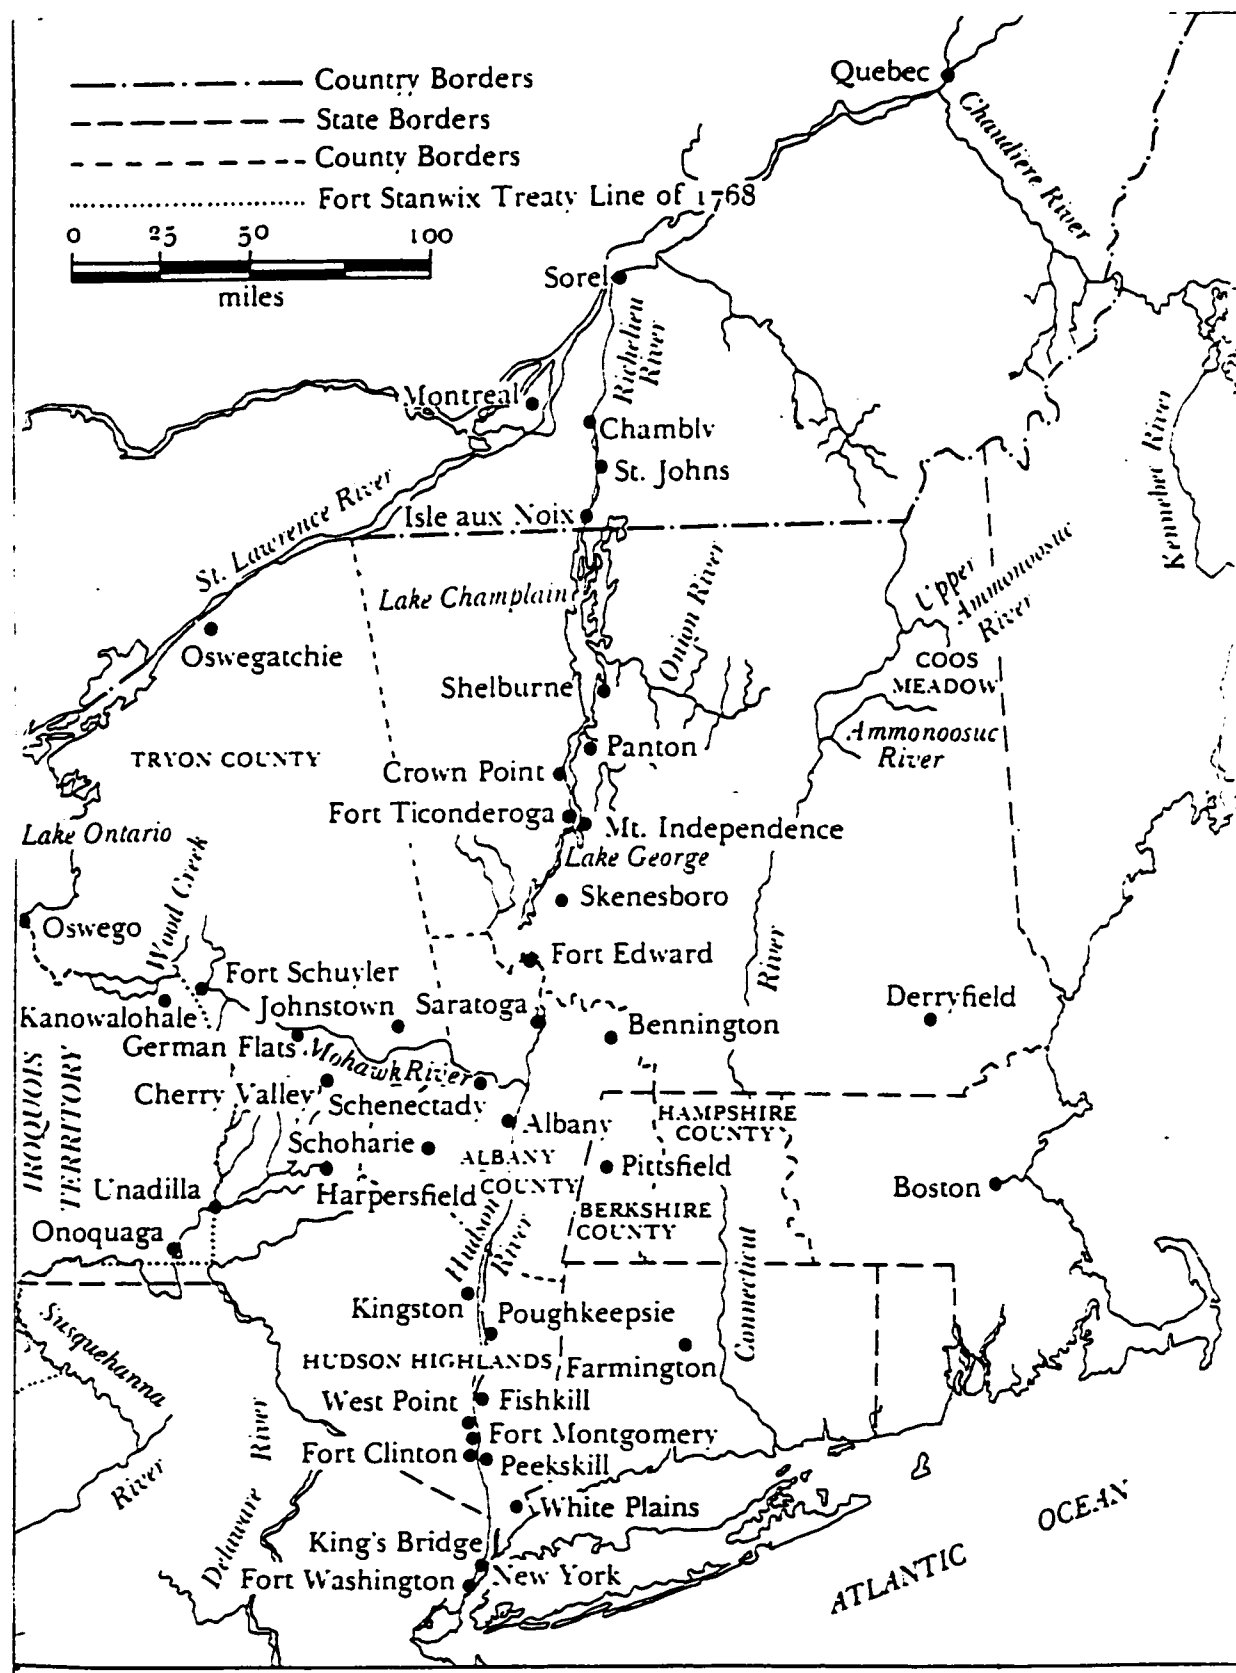 Country Borders
State Borders
County Borders
Fort Stanwix Treaty Line of 1768
0 25 50 100
miles
Quebec
Chaudiere River
Sorel
Richelieu
River
Montreal
Chambly
St. Johns
Isle aux Noix
St. Lawrence River
Kennebec River
Upper
Ammonoosuc
River
Lake Champlain
Onion River
Oswegatchie
COOS
MEADOW
Shelburne
Ammonoosuc
River
TRYON COUNTY
Panton
Crown Point
Fort Ticonderoga
Mt. Independence
Lake Ontario
Lake George
Wood Creek
Skenesboro
Oswego
River
Fort Edward
Fort Schuyler
Kanowalohale
Johnstown
Saratoga
Derryfield
Bennington
German Flats
Mohawk River
IROQUOIS
TERRITORY
Cherry Valley
Schenectady
HAMPSHIRE
COUNTY
Albany
Schoharie
ALBANY
COUNTY
Pittsfield
Unadilla
Harpersfield
Boston
BERKSHIRE
COUNTY
Onoquaga
Hudson
River
Connecticut
Kingston
Poughkeepsie
Susquehanna
River
HUDSON HIGHLANDS
Farmington
West Point
Fishkill
Fort Montgomery
Fort Clinton
Peekskill
Delaware
River
White Plains
King's Bridge
New York
Fort Washington
ATLANTIC
OCEAN